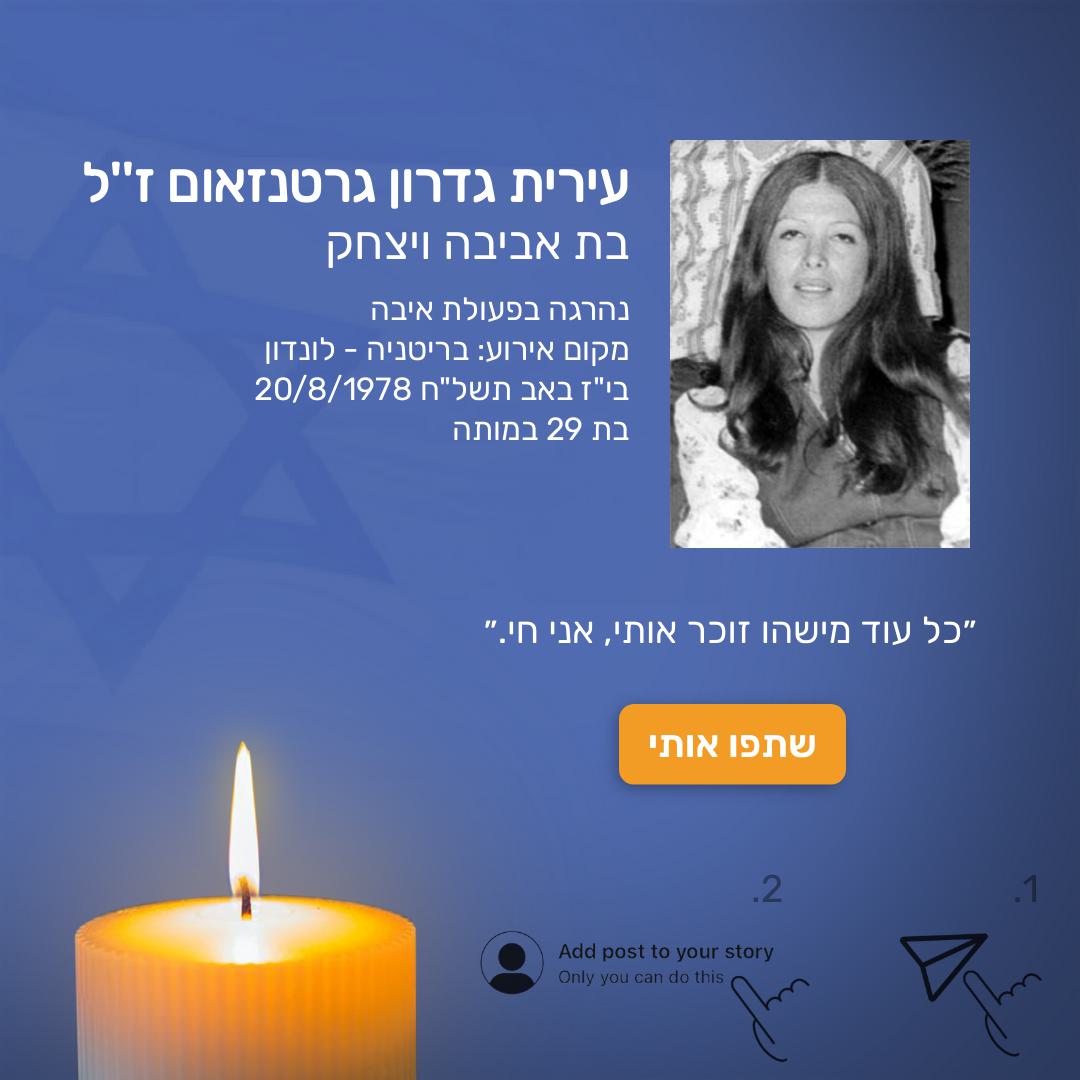 עירית גדרון גרטנזאום ז"ל
בת אביבה ויצחק
נהרגה בפעולת איבה
מקום אירוע: בריטניה - לונדון
בי"ז באב תשל"ח 20/8/1978
בת 29 במותה
״כל עוד מישהו זוכר אותי, אני חי.״
שתפו אותי
1.
2.
Add post to your story
Only you can do this